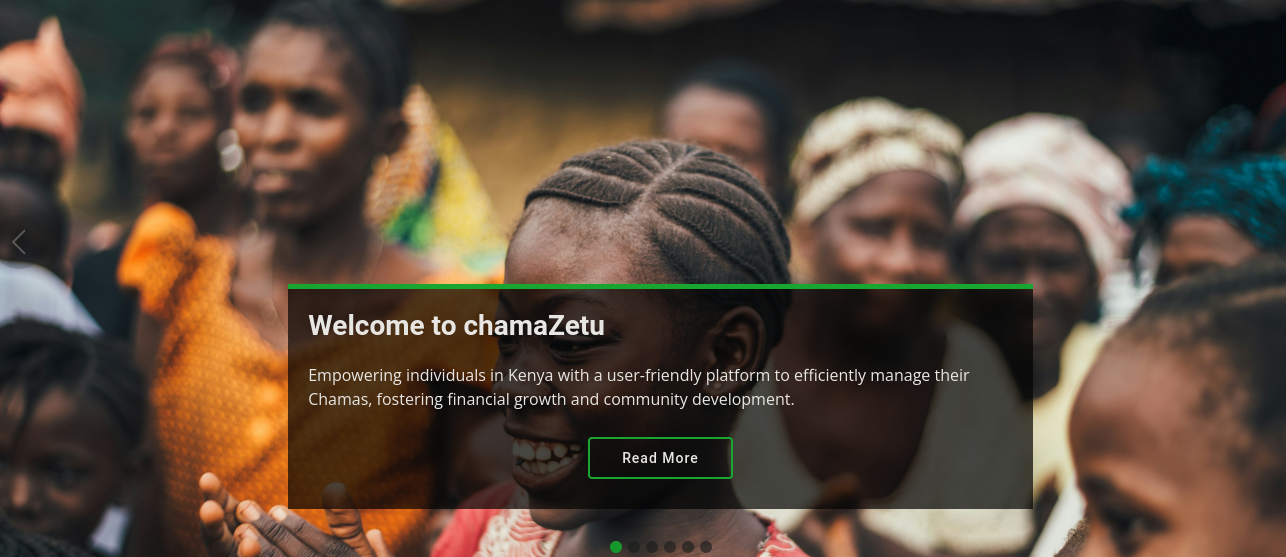 Welcome to chamaZetu
Empowering individuals in Kenya with a user-friendly platform to efficiently manage their
Chamas, fostering financial growth and community development.
Read More